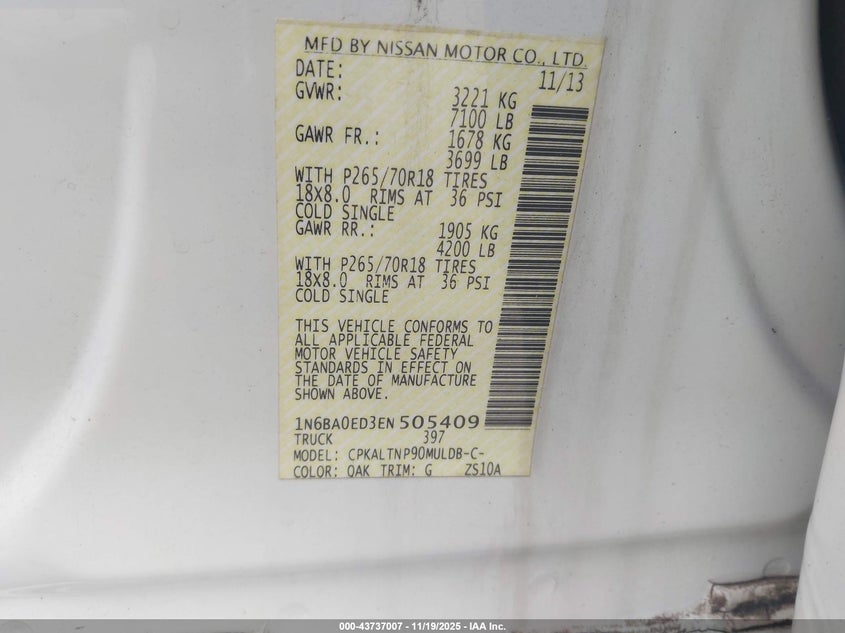 MFD BY NISSAN MOTOR CO., LTD.
DATE: 11/13
GVWR: 3221 KG
7100 LB
GAWR FR.: 1678 KG
3699 LB
WITH P265/70R18 TIRES
18X8.0 RIMS AT 36 PSI
COLD SINGLE
GAWR RR.: 1905 KG
4200 LB
WITH P265/70R18 TIRES
18X8.0 RIMS AT 36 PSI
COLD SINGLE
THIS VEHICLE CONFORMS TO
ALL APPLICABLE FEDERAL
MOTOR VEHICLE SAFETY
STANDARDS IN EFFECT ON
THE DATE OF MANUFACTURE
SHOWN ABOVE.
1N6BA0ED3EN505409
TRUCK 397
MODEL: CPKALTNP90MULDB-C-
COLOR: QAK TRIM: G ZS10A
000-43737007 - 11/19/2025 - IAA Inc.